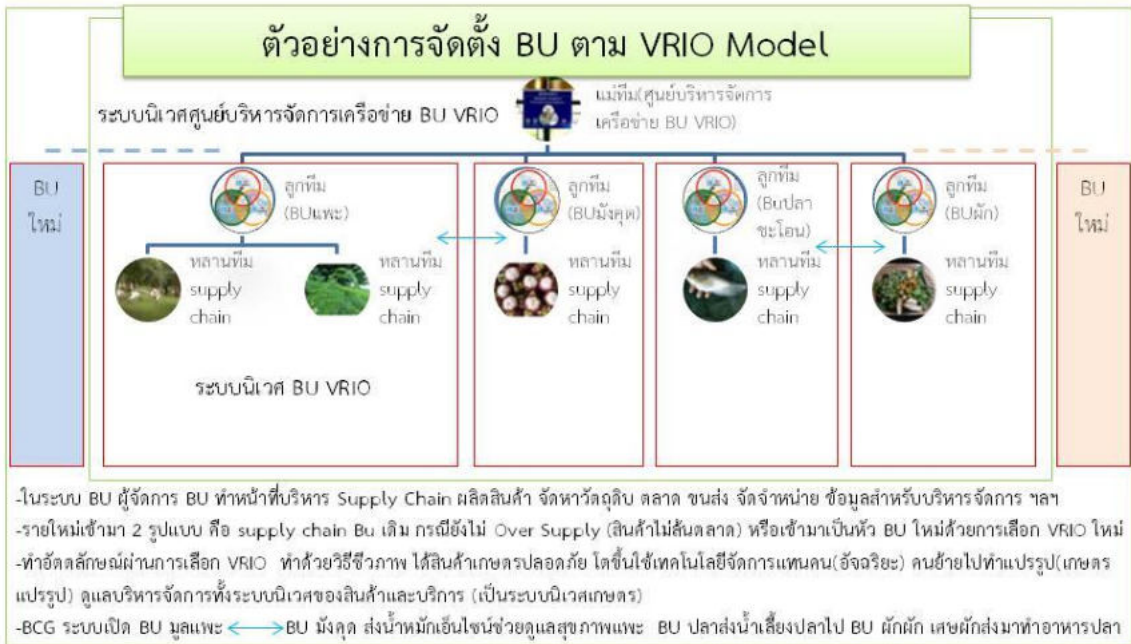 ตัวอย่างการจัดตั้ง BU ตาม VRIO Model
ระบบนิเวศศูนย์บริหารจัดการเครือข่าย BU VRIO
แม่ทีม(ศูนย์บริหารจัดการ
เครือข่าย BU VRIO)
BU
ใหม่
ลูกทีม
(BUแพะ)
หลานทีม
supply
chain
หลานทีม
supply
chain
ระบบนิเวศ BU VRIO
ลูกทีม
(BUมังคุด)
หลานทีม
supply
chain
ลูกทีม
(Buปลา
ชะโอน)
หลานทีม
supply
chain
ลูกทีม
(BUผัก)
หลานทีม
supply
chain
BU
ใหม่
-ในระบบ BU ผู้จัดการ BU ทำหน้าที่บริหาร Supply Chain ผลิตสินค้า จัดหาวัตถุดิบ ตลาด ขนส่ง จัดจำหน่าย ข้อมูลสำหรับบริหารจัดการ ฯลฯ
-รายใหม่เข้ามา 2 รูปแบบ คือ supply chain Bu เดิม กรณียังไม่ Over Supply (สินค้าไม่ล้นตลาด) หรือเข้ามาเป็นหัว BU ใหม่ด้วยการเลือก VRIO ใหม่
-ทำอัตลักษณ์ผ่านการเลือก VRIO ทำด้วยวิธีชีวภาพ ได้สินค้าเกษตรปลอดภัย โตขึ้นใช้เทคโนโลยีจัดการแทนคน(อัจฉริยะ) คนย้ายไปทำแปรรูป(เกษตร
แปรรูป) ดูแลบริหารจัดการทั้งระบบนิเวศของสินค้าและบริการ (เป็นระบบนิเวศเกษตร)
-BCG ระบบเปิด BU มูลแพะ BU มังคุด ส่งน้ำหมักเอ็นไซน์ช่วยดูแลสุขภาพแพะ BU ปลาส่งน้ำเลี้ยงปลาไป BU ผักผัก เศษผักส่งมาทำอาหารปลา